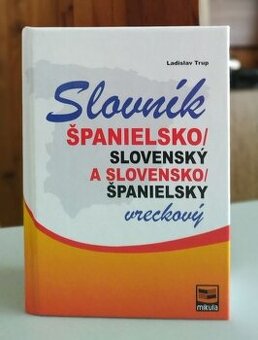 Ladislav Trup
Slovník
ŠPANIELSKO/
SLOVENSKÝ
A SLOVENSKO/
ŠPANIELSKY
vreckový
mikula